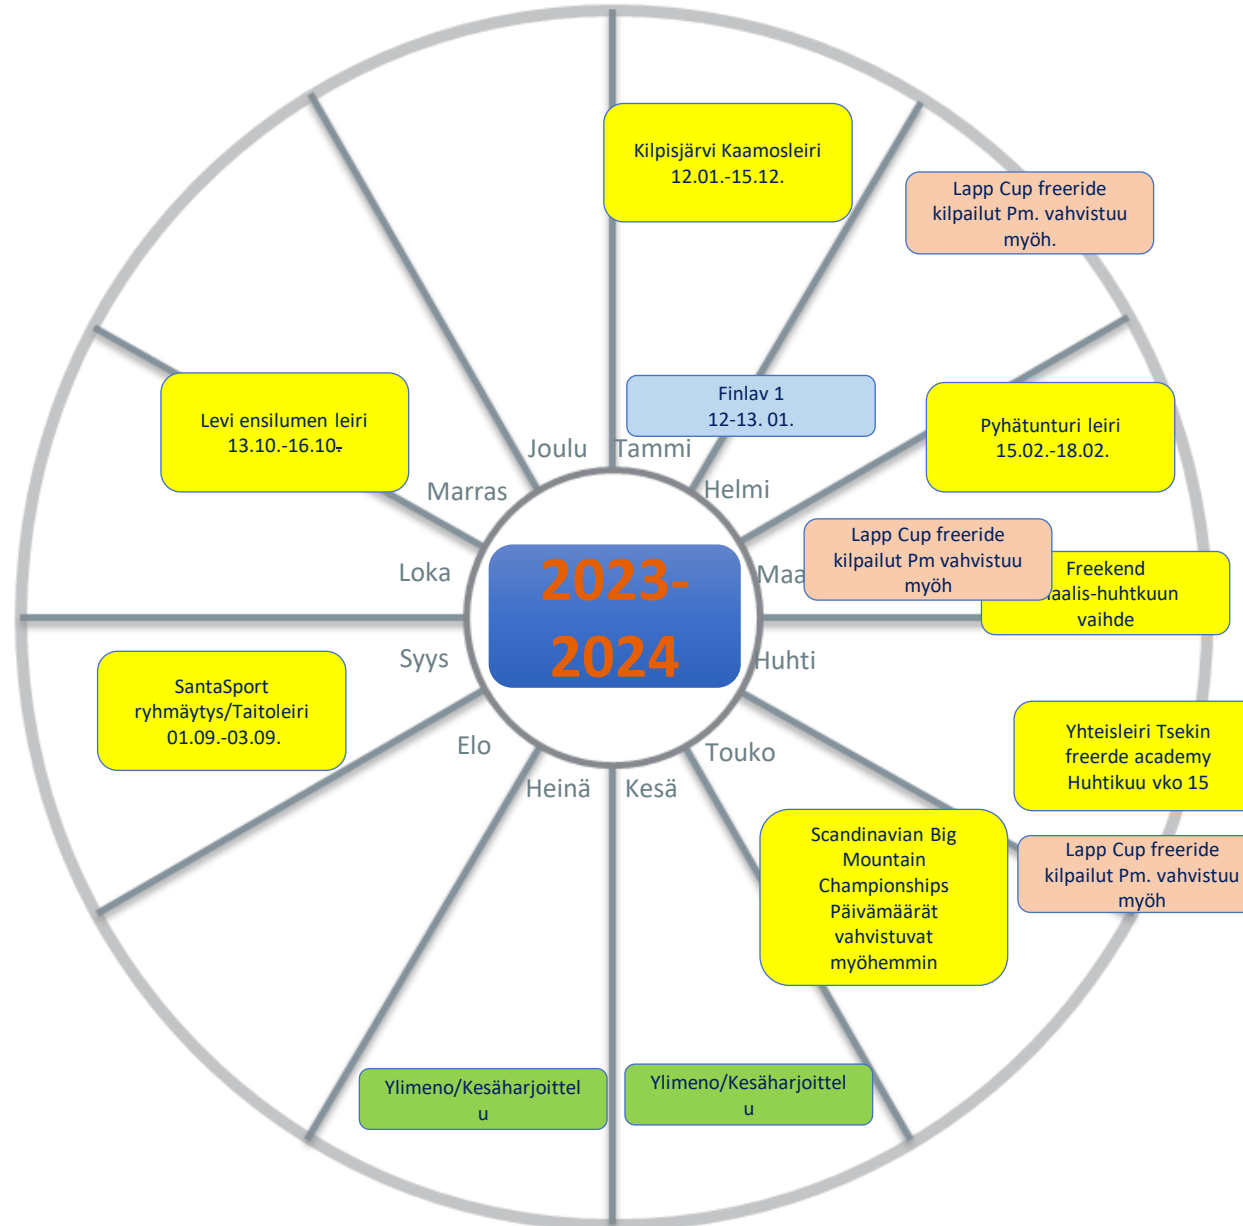 Kilpisjärvi Kaamosleiri
12.01.-15.12.
Lapp Cup freeride
kilpailut Pm. vahvistuu
myöh.
Levi ensilumen leiri
13.10.-16.10.
Finlav 1
12-13. 01.
Pyhätunturi leiri
15.02.-18.02.
Joulu
Tammi
Marras
Helmi
Loka
Maa
Syys
Huhti
Elo
Touko
Heinä
Kesä
2023-
2024
Lapp Cup freeride
kilpailut Pm vahvistuu
myöh
Freekend
aalis-huhtkuun
vaihde
SantaSport
ryhmäytys/Taitoleiri
01.09.-03.09.
Yhteisleiri Tsekin
freerde academy
Huhtikuu vko 15
Scandinavian Big
Mountain
Championships
Päivämäärät
vahvistuvat
myöhemmin
Lapp Cup freeride
kilpailut Pm. vahvistuu
myöh
Ylimeno/Kesäharjoittel
u
Ylimeno/Kesäharjoittel
u